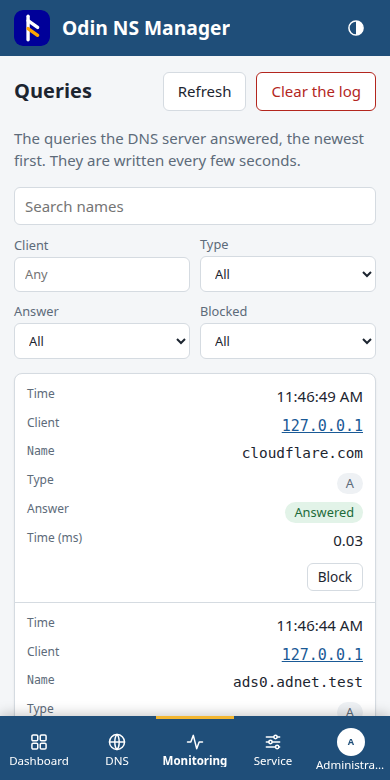 Odin NS Manager
Queries
Refresh
Clear the log
The queries the DNS server answered, the newest
first. They are written every few seconds.
Search names
Client
Type
Any
All
Answer
Blocked
All
All
Time
11:46:49 AM
Client
127.0.0.1
Name
cloudflare.com
Type
A
Answer
Answered
Time (ms)
0.03
Block
Time
11:46:44 AM
Client
127.0.0.1
Name
ads0.adnet.test
Type
A
Dashboard
DNS
Monitoring
Service
A
Administra...